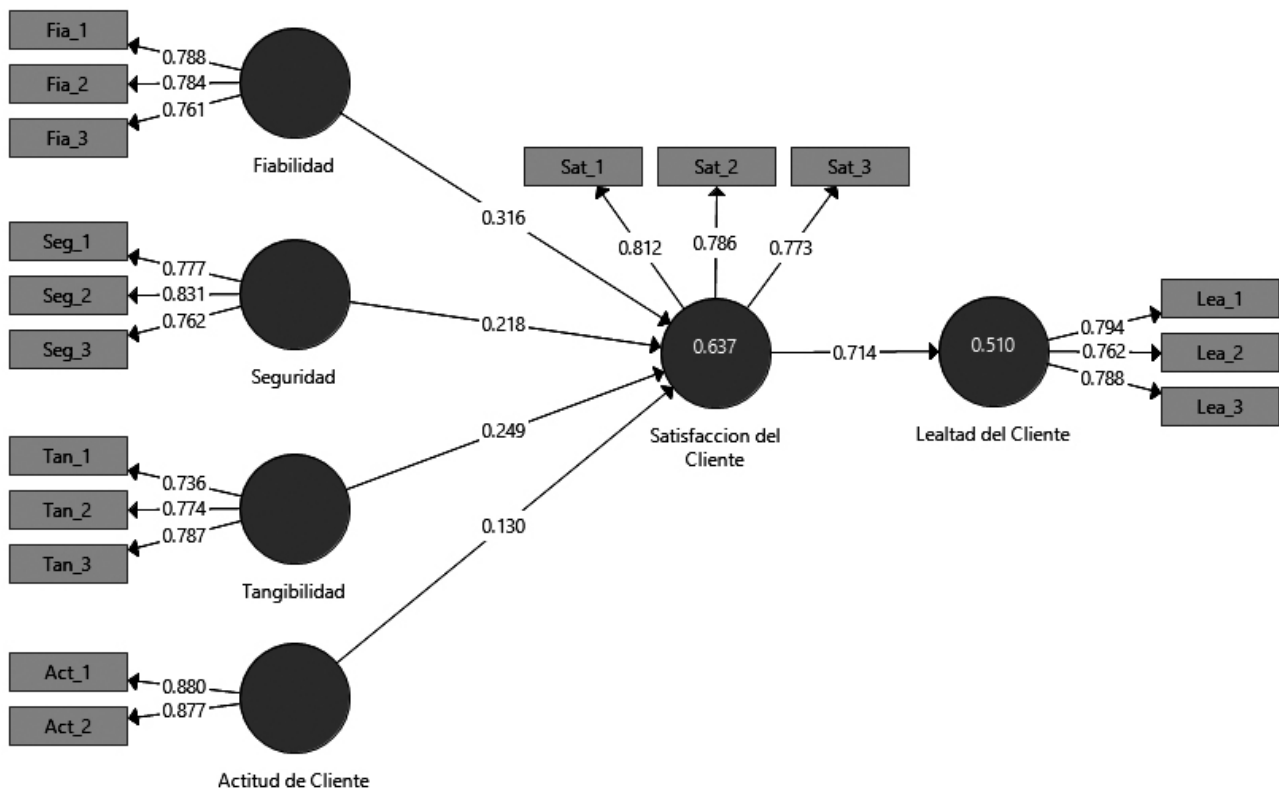 Fia_1
0.788
Fia_2
0.784
Fia_3
0.761
Fiabilidad
0.316
Seg_1
0.777
Seg_2
0.831
Seg_3
0.762
Seguridad
0.218
Tan_1
0.736
Tan_2
0.774
Tan_3
0.787
Tangibilidad
0.249
Act_1
0.880
Act_2
0.877
Actitud de Cliente
0.130
Sat_1
Sat_2
Sat_3
0.812
0.786
0.773
0.637
Satisfaccion del
Cliente
0.714
0.510
Lealtad del Cliente
0.794
Lea_1
0.762
Lea_2
0.788
Lea_3